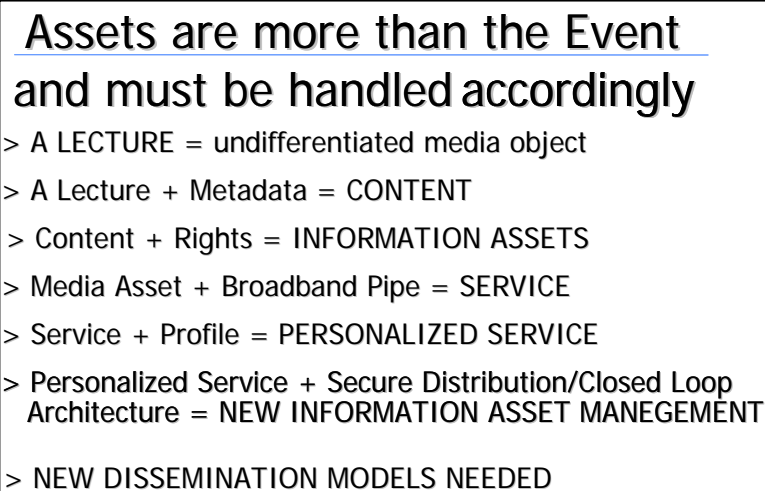 Assets are more than the Event
and must be handled accordingly
> A LECTURE = undifferentiated media object
> A Lecture + Metadata = CONTENT
> Content + Rights = INFORMATION ASSETS
> Media Asset + Broadband Pipe = SERVICE
> Service + Profile = PERSONALIZED SERVICE
> Personalized Service + Secure Distribution/Closed Loop
Architecture = NEW INFORMATION ASSET MANEGEMENT
> NEW DISSEMINATION MODELS NEEDED